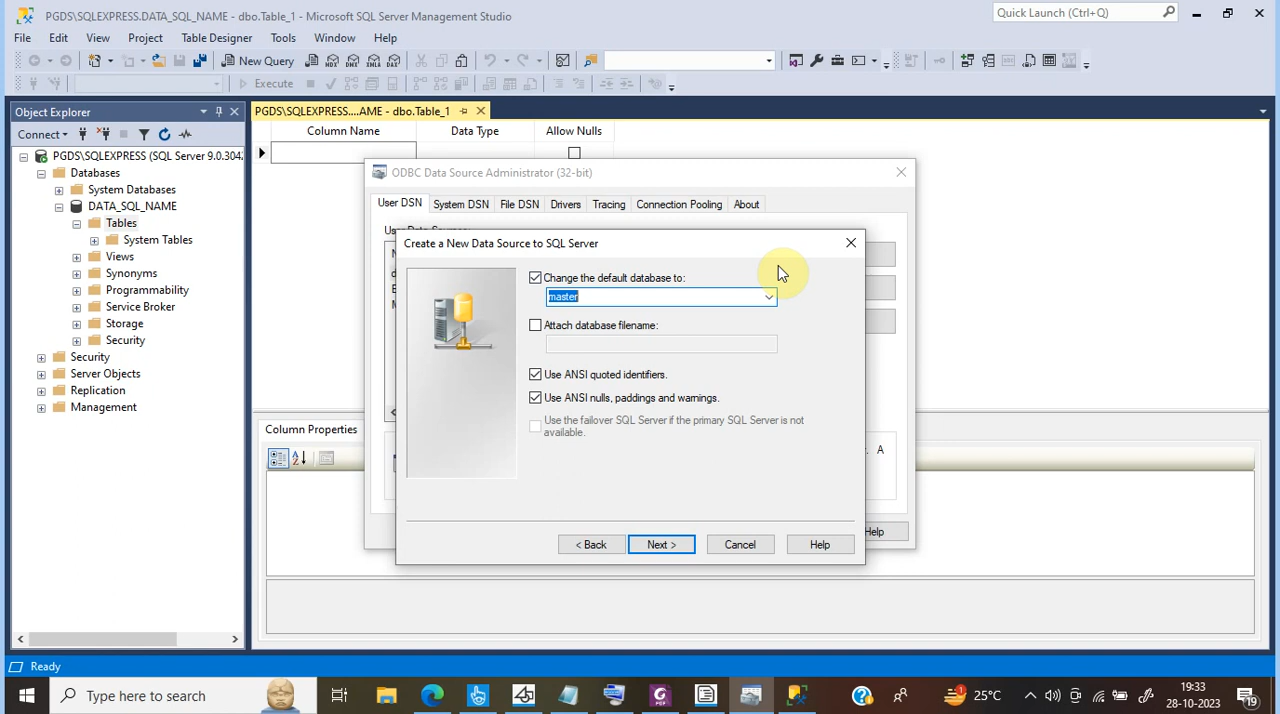 PGDS\SQLEXPRESS.DATA_SQL_NAME - dbo.Table_1 - Microsoft SQL Server Management Studio
Quick Launch (Ctrl+Q)
File Edit View Project Table Designer Tools Window Help
New Query
Execute
Object Explorer
PGDS\SQLEXPRESS....AME - dbo.Table_1
Connect
Column Name Data Type Allow Nulls
PGDS\SQLEXPRESS (SQL Server 9.0.304
Databases
System Databases
DATA_SQL_NAME
Tables
System Tables
Views
Synonyms
Programmability
Service Broker
Storage
Security
Security
Server Objects
Replication
Management
ODBC Data Source Administrator (32-bit)
User DSN System DSN File DSN Drivers Tracing Connection Pooling About
Create a New Data Source to SQL Server
Change the default database to:
master
Attach database filename:
Use ANSI quoted identifiers.
Use ANSI nulls, paddings and warnings.
Use the failover SQL Server if the primary SQL Server is not
available.
A
< Back Next > Cancel Help
Help
Column Properties
Ready
Type here to search
25°C
19:33
28-10-2023
19